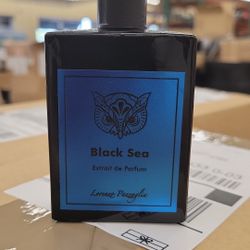 Black Sea
Extrait de Parfum
Lorenzo Pazzaglia